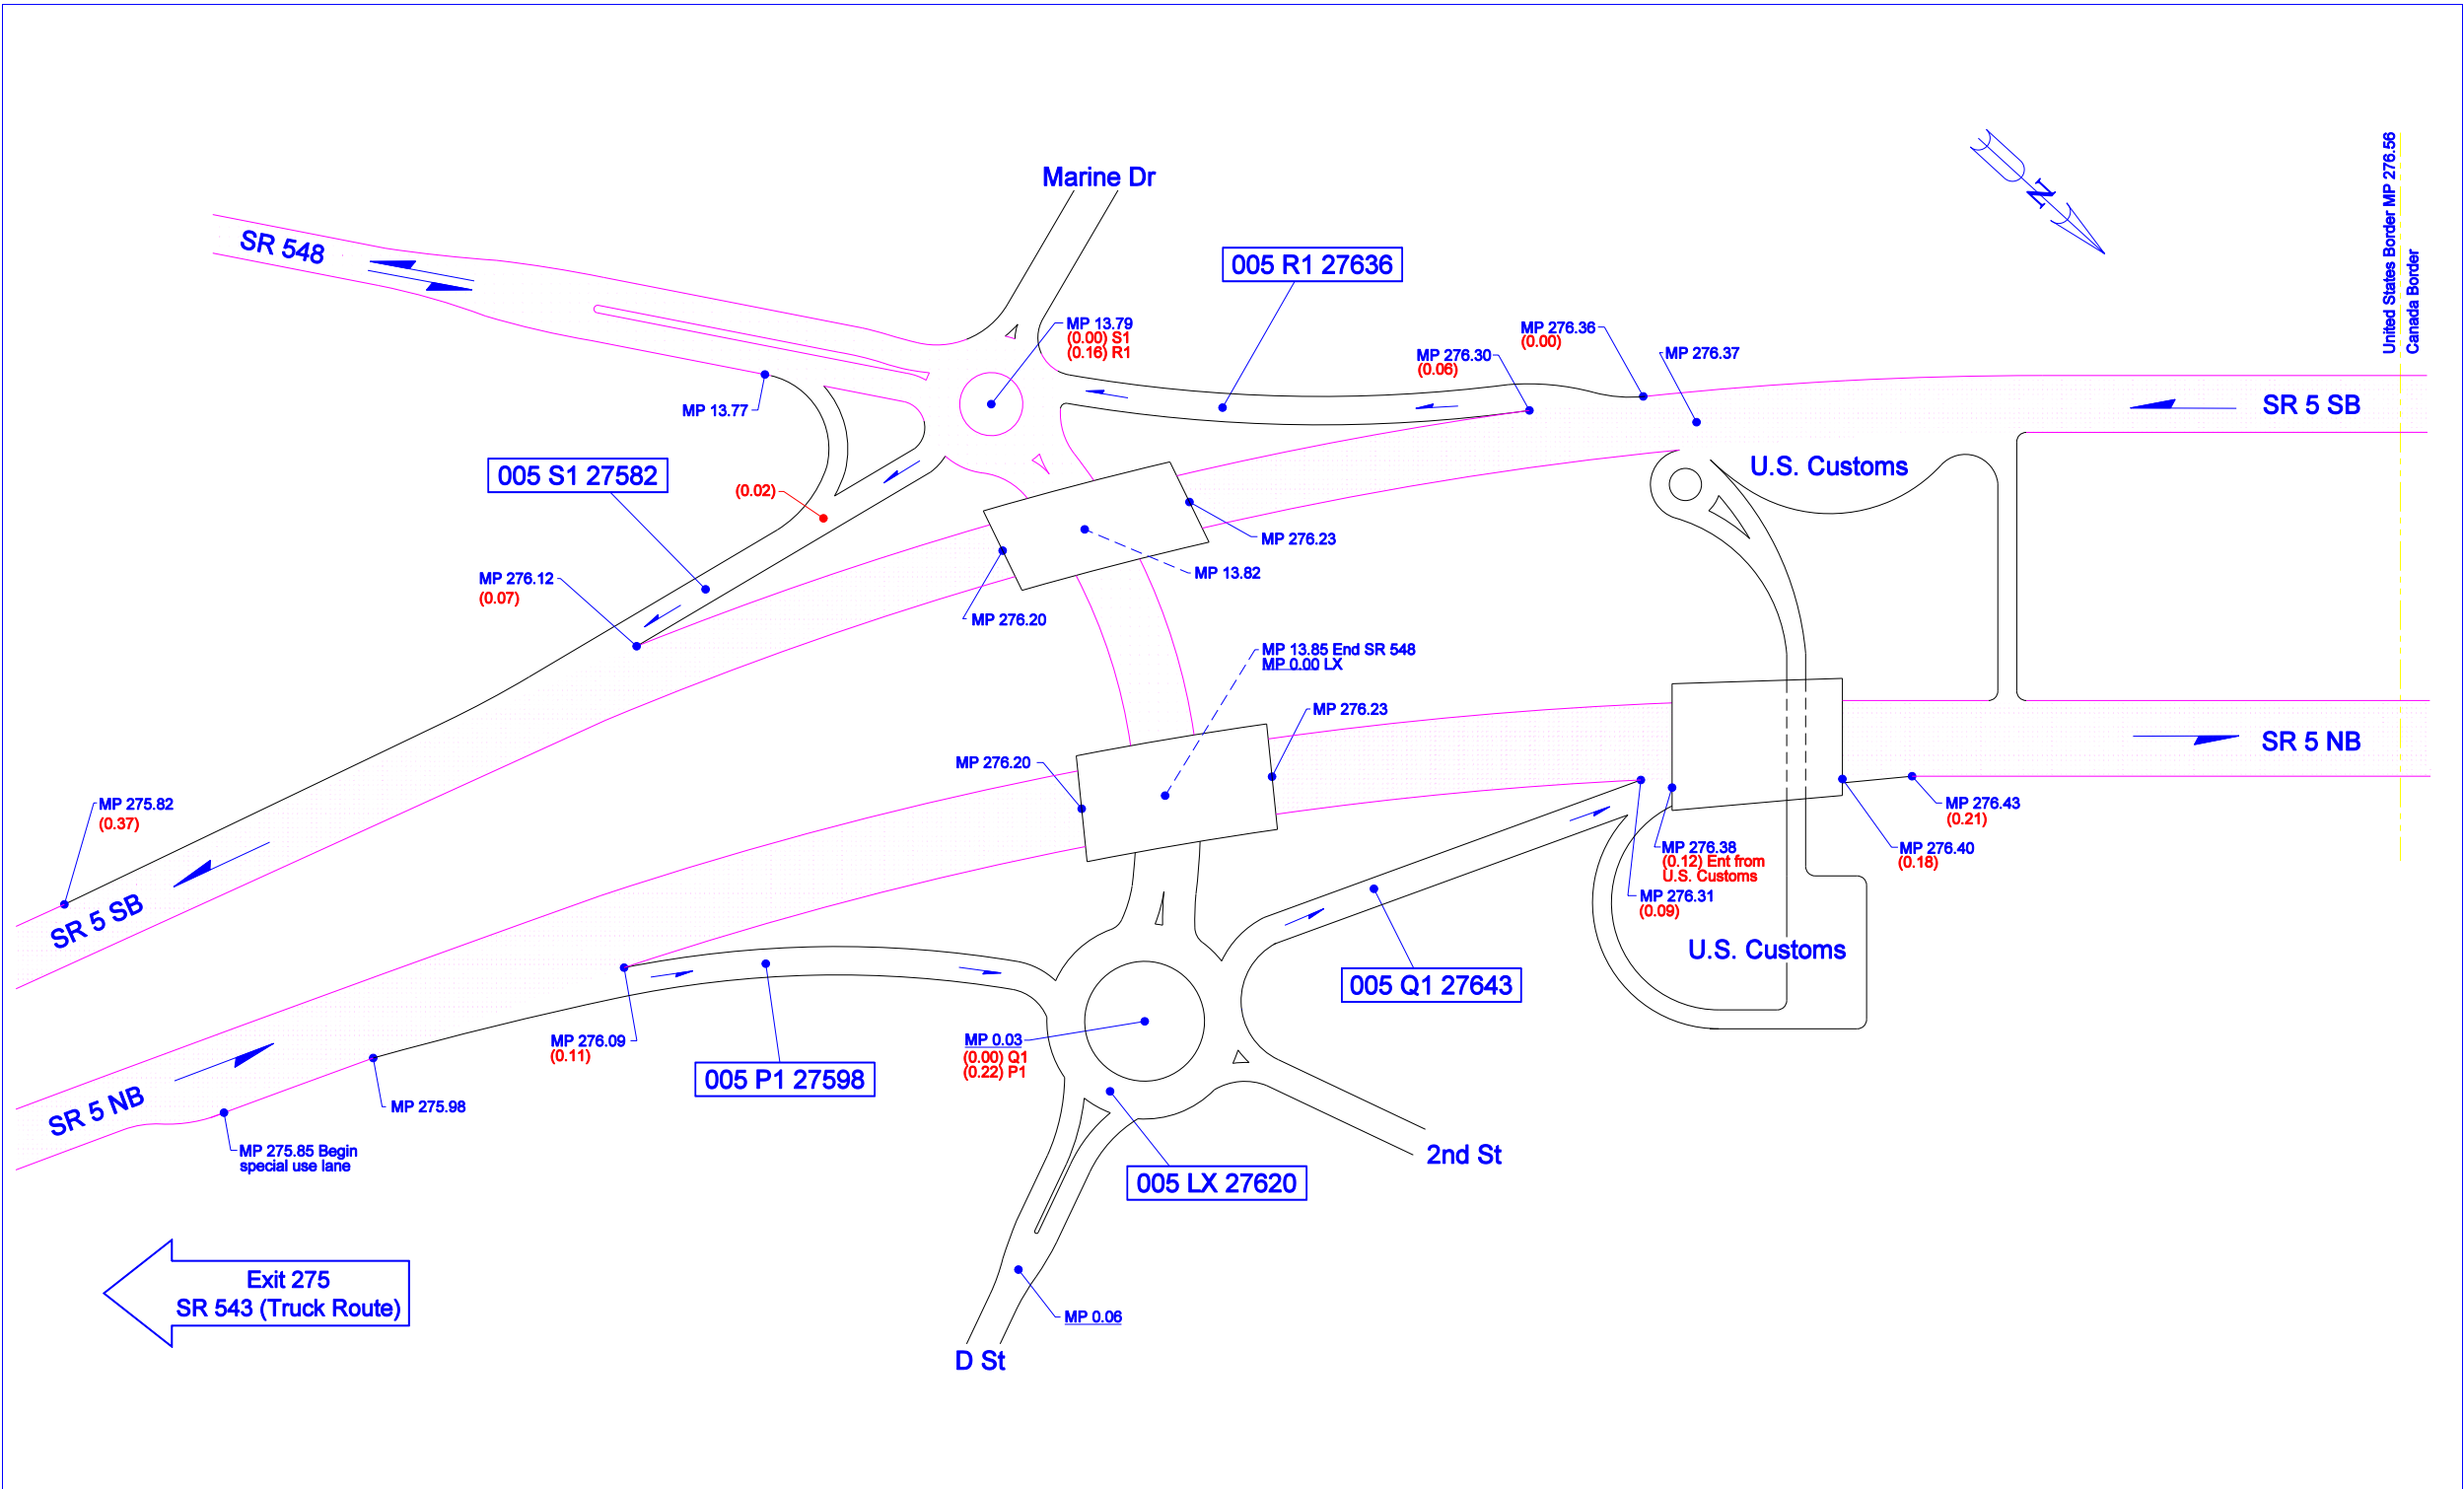 Marine Dr
SR 548
005 R1 27636
MP 13.79
(0.00) S1
(0.16) R1
MP 276.36
(0.00)
MP 276.30
(0.06)
MP 276.37
United States Border MP 276.56
Canada Border
N
MP 13.77
SR 5 SB
U.S. Customs
005 S1 27582
(0.02)
MP 276.23
MP 13.82
MP 276.12
(0.07)
MP 276.20
MP 13.85 End SR 548
MP 0.00 LX
MP 276.23
SR 5 NB
MP 276.20
MP 275.82
(0.37)
MP 276.43
(0.21)
MP 276.38
(0.12) Ent from
U.S. Customs
MP 276.40
(0.18)
MP 276.31
(0.09)
SR 5 SB
U.S. Customs
005 Q1 27643
MP 276.09
(0.11)
MP 0.03
(0.00) Q1
(0.22) P1
005 P1 27598
SR 5 NB
MP 275.98
MP 275.85 Begin
special use lane
2nd St
005 LX 27620
Exit 275
SR 543 (Truck Route)
MP 0.06
D St